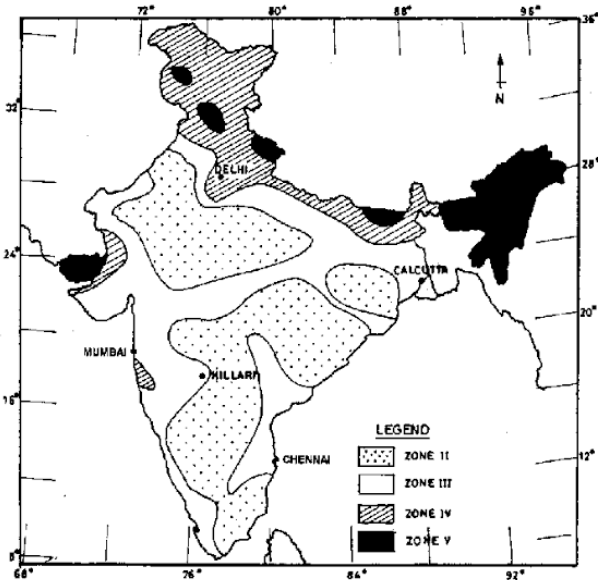 72°
80
88
96
36°
32°
N
DELHI
28°
24°
CALCUTTA
20°
MUMBAI
KILLARI
16°
LEGEND
ZONE II
CHENNAI
12°
ZONE III
ZONE IV
ZONE V
8°
68°
76°
84°
92°